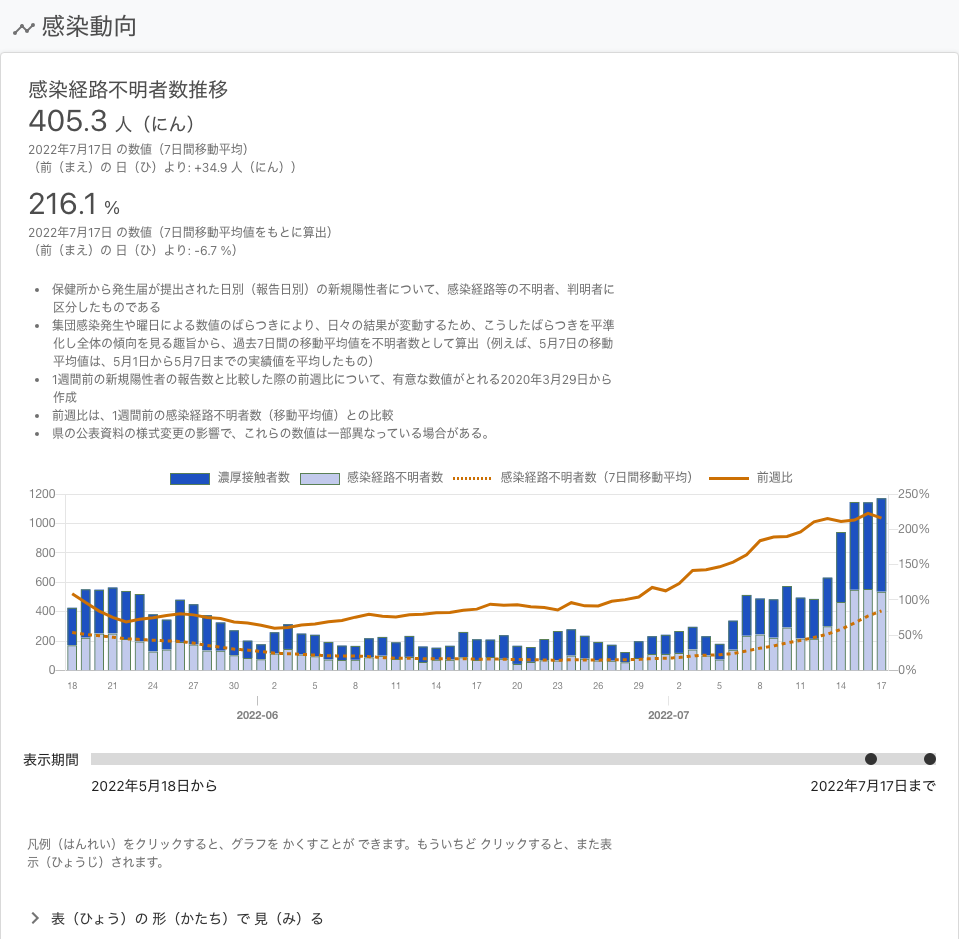 感染動向
感染経路不明者数推移
405.3 人（にん）
2022年7月17日 の数値（7日間移動平均）
（前（まえ）の 日（ひ）より: +34.9 人（にん））
216.1 %
2022年7月17日 の数値（7日間移動平均値をもとに算出）
（前（まえ）の 日（ひ）より: -6.7 %）
• 保健所から発生届が提出された日別（報告日別）の新規陽性者について、感染経路等の不明者、判明者に
区分したものである
• 集団感染発生や曜日による数値のばらつきにより、日々の結果が変動するため、こうしたばらつきを平準
化し全体の傾向を見る趣旨から、過去7日間の移動平均値を不明者数として算出（例えば、5月7日の移動
平均値は、5月1日から5月7日までの実績値を平均したもの）
• 1週間前の新規陽性者の報告数と比較した際の前週比について、有意な数値がとれる2020年3月29日から
作成
• 前週比は、1週間前の感染経路不明者数（移動平均値）との比較
• 県の公表資料の様式変更の影響で、これらの数値は一部異なっている場合がある。
濃厚接触者数 感染経路不明者数 感染経路不明者数（7日間移動平均） 前週比
1200 250%
1000 200%
800 150%
600 100%
400 50%
200
0 0%
18 21 24 27 30 2 5 8 11 14 17 20 23 26 29 2 5 8 11 14 17
2022-06 2022-07
表示期間
2022年5月18日から 2022年7月17日まで
凡例（はんれい）をクリックすると、グラフを かくすことが できます。もういちど クリックすると、また表
示（ひょうじ）されます。
表（ひょう）の 形（かたち）で 見（み）る